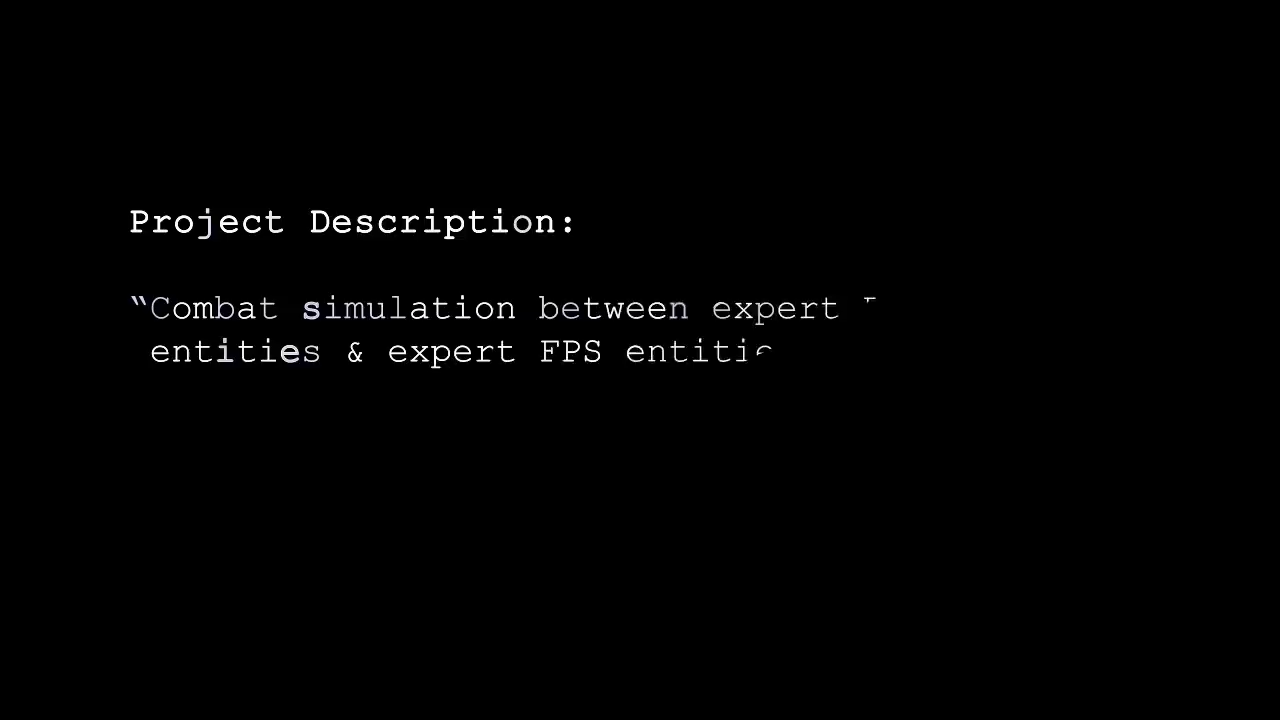 Project Description:
“Combat simulation between expert
entities & expert FPS